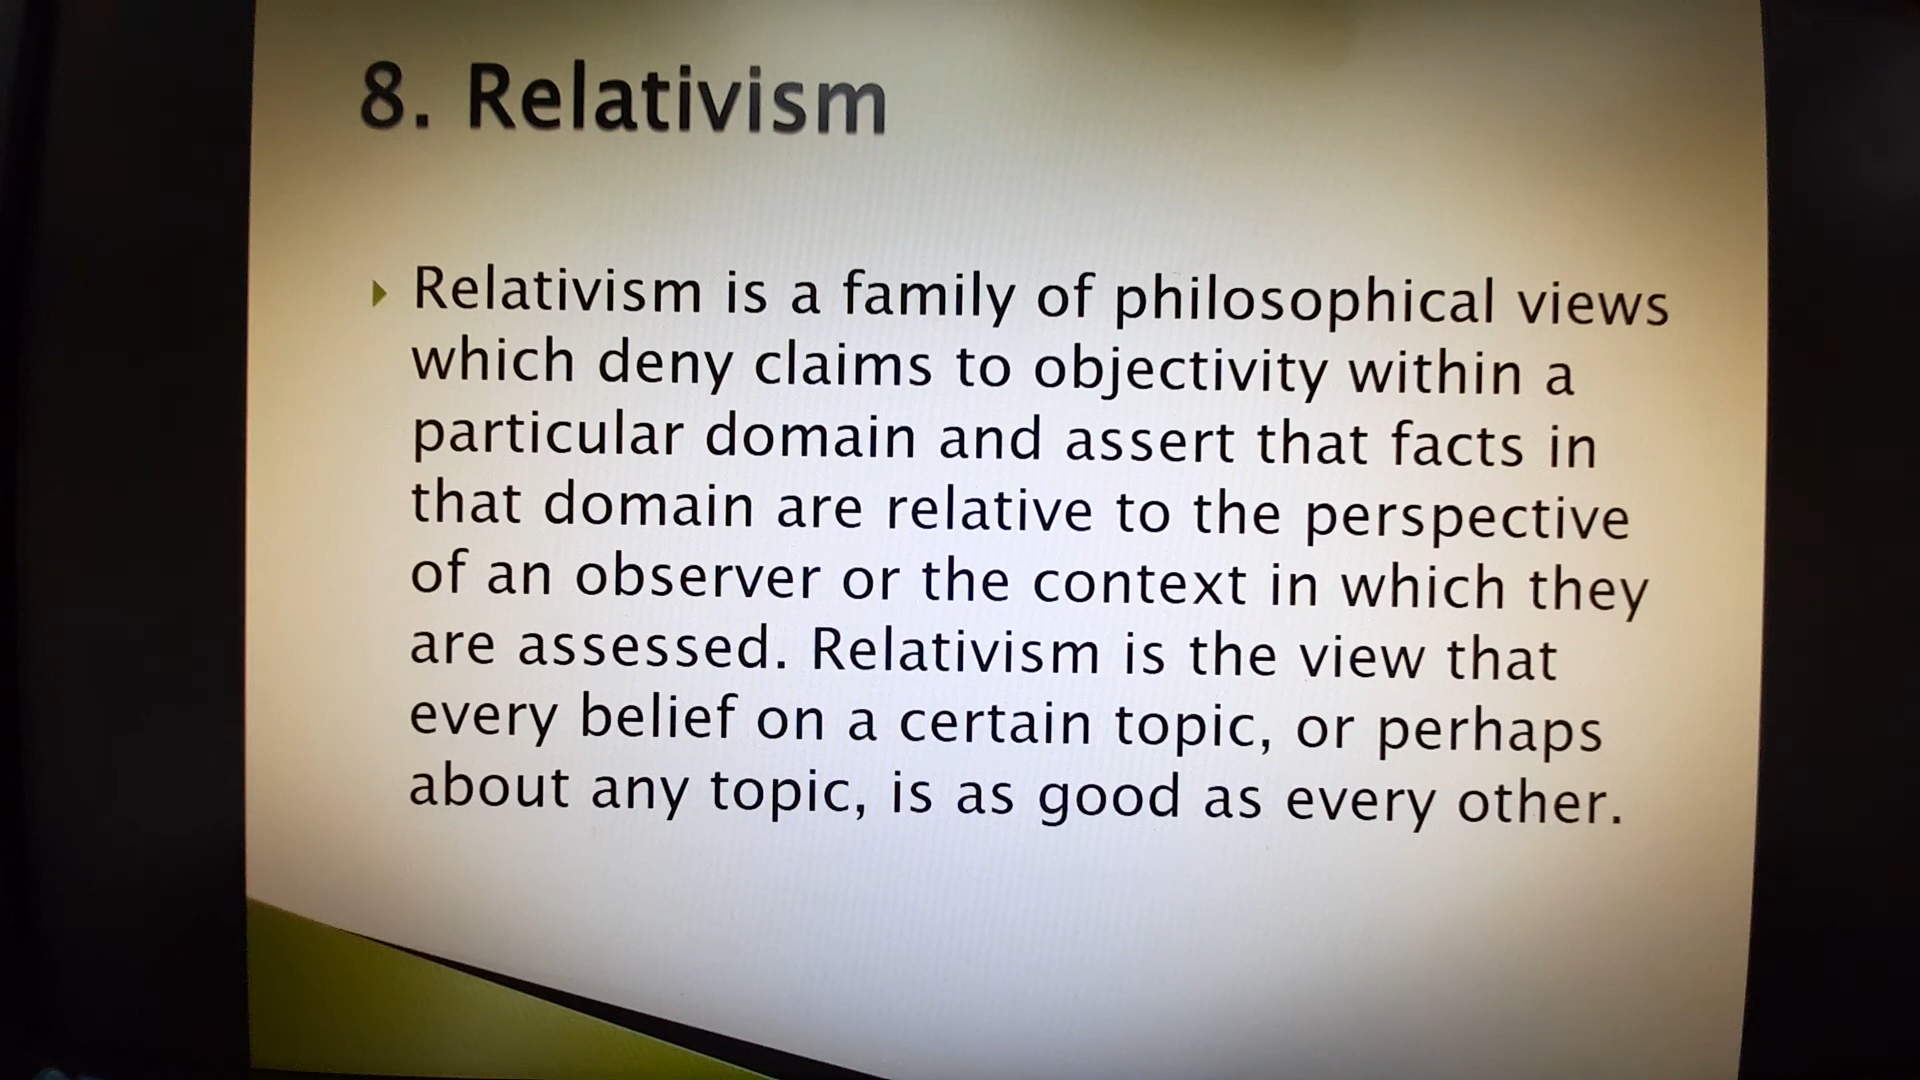 8. Relativism
Relativism is a family of philosophical views
which deny claims to objectivity within a
particular domain and assert that facts in
that domain are relative to the perspective
of an observer or the context in which they
are assessed. Relativism is the view that
every belief on a certain topic, or perhaps
about any topic, is as good as every other.